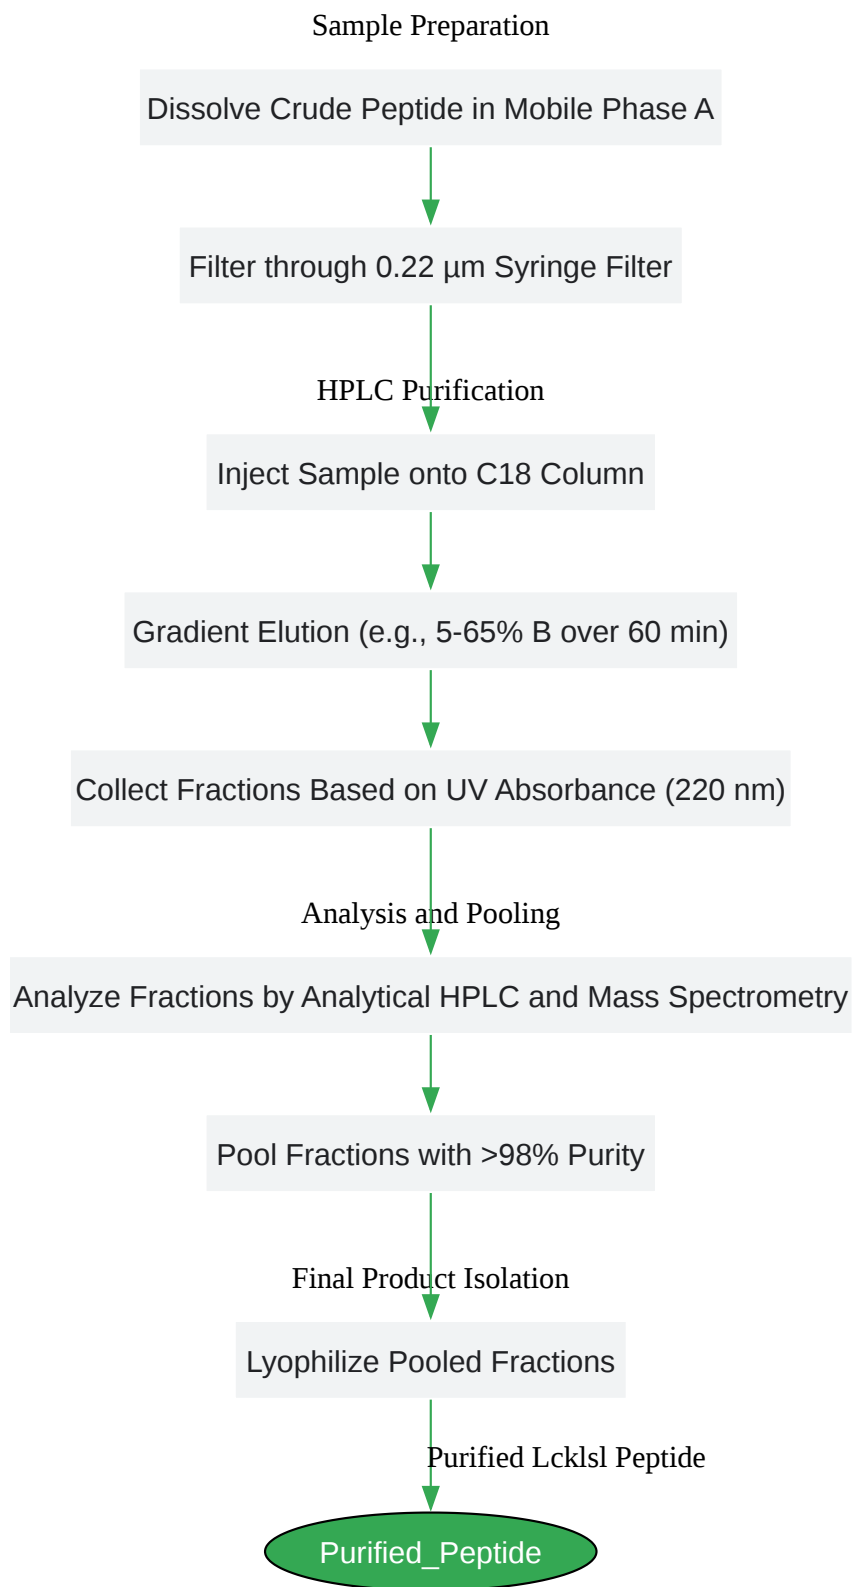 Sample Preparation
Dissolve Crude Peptide in Mobile Phase A
Filter through 0.22 µm Syringe Filter
HPLC Purification
Inject Sample onto C18 Column
Gradient Elution (e.g., 5-65% B over 60 min)
Collect Fractions Based on UV Absorbance (220 nm)
Analysis and Pooling
Analyze Fractions by Analytical HPLC and Mass Spectrometry
Pool Fractions with >98% Purity
Final Product Isolation
Lyophilize Pooled Fractions
Purified Lcklsl Peptide
Purified_Peptide